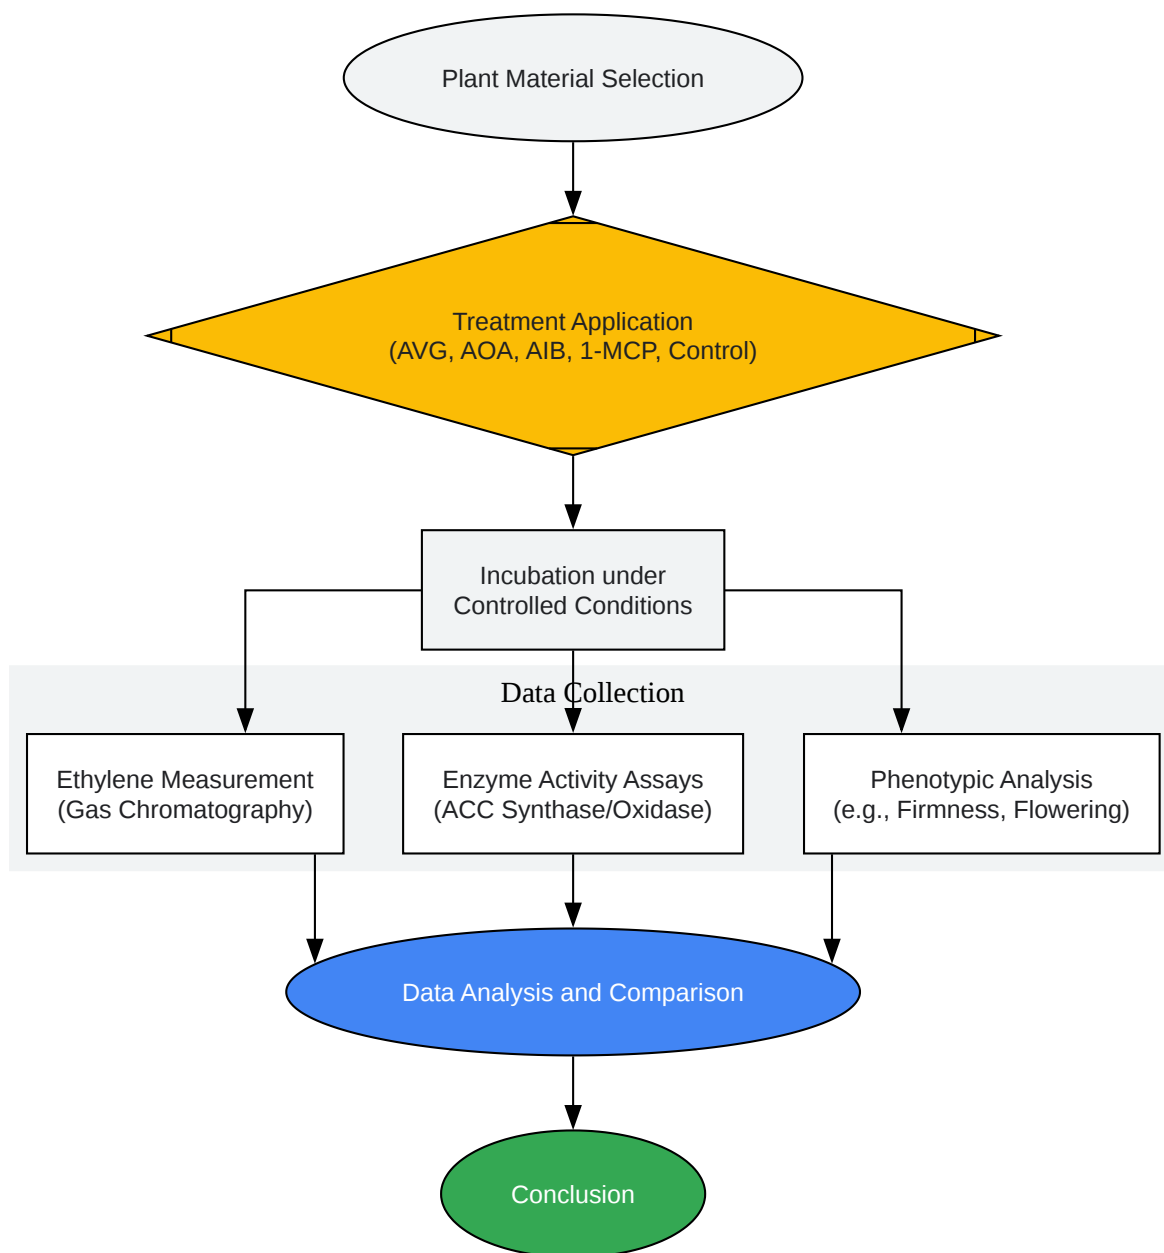 Plant Material Selection
Treatment Application
(AVG, AOA, AIB, 1-MCP, Control)
Incubation under
Controlled Conditions
Data Collection
Ethylene Measurement
(Gas Chromatography)
Enzyme Activity Assays
(ACC Synthase/Oxidase)
Phenotypic Analysis
(e.g., Firmness, Flowering)
Data Analysis and Comparison
Conclusion